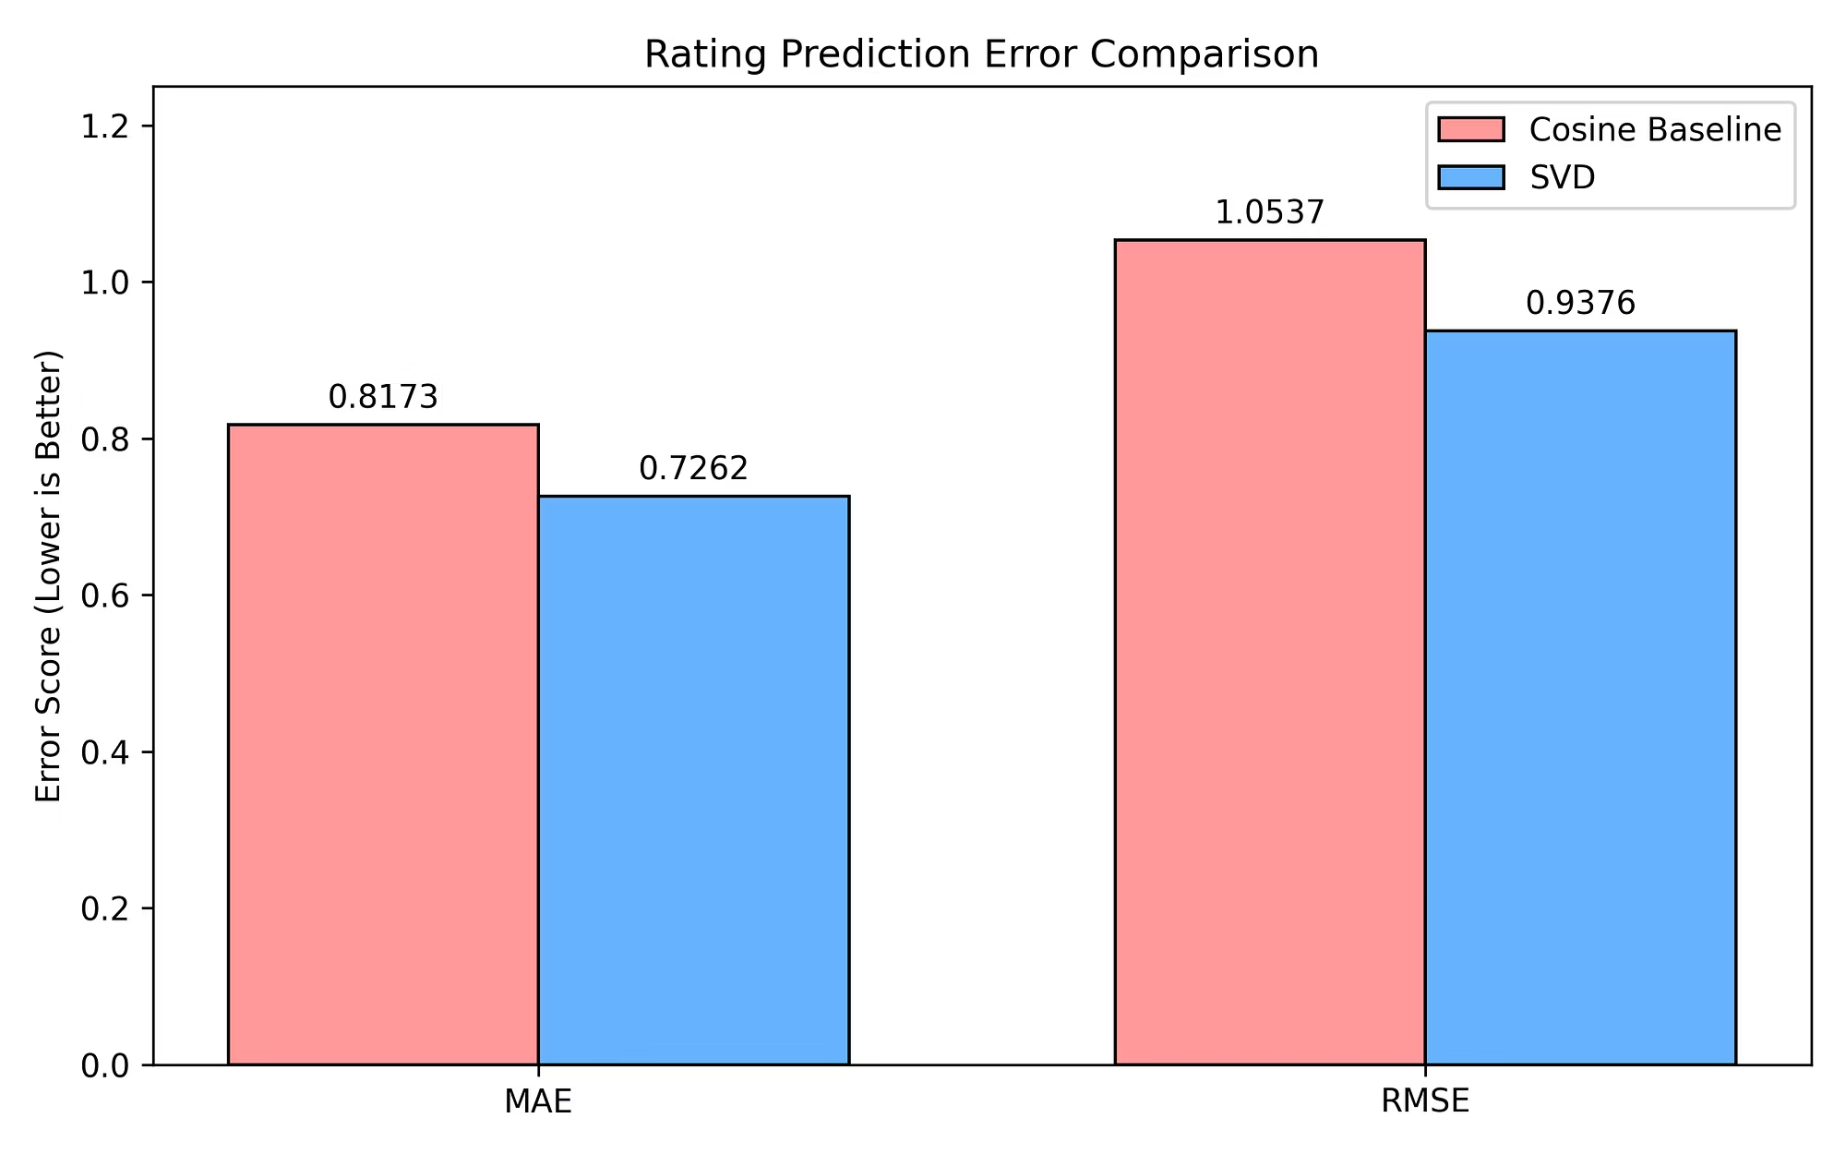 Rating Prediction Error Comparison
Cosine Baseline
SVD
Error Score (Lower is Better)
1.2
1.0
0.8
0.6
0.4
0.2
0.0
0.8173
0.7262
1.0537
0.9376
MAE
RMSE